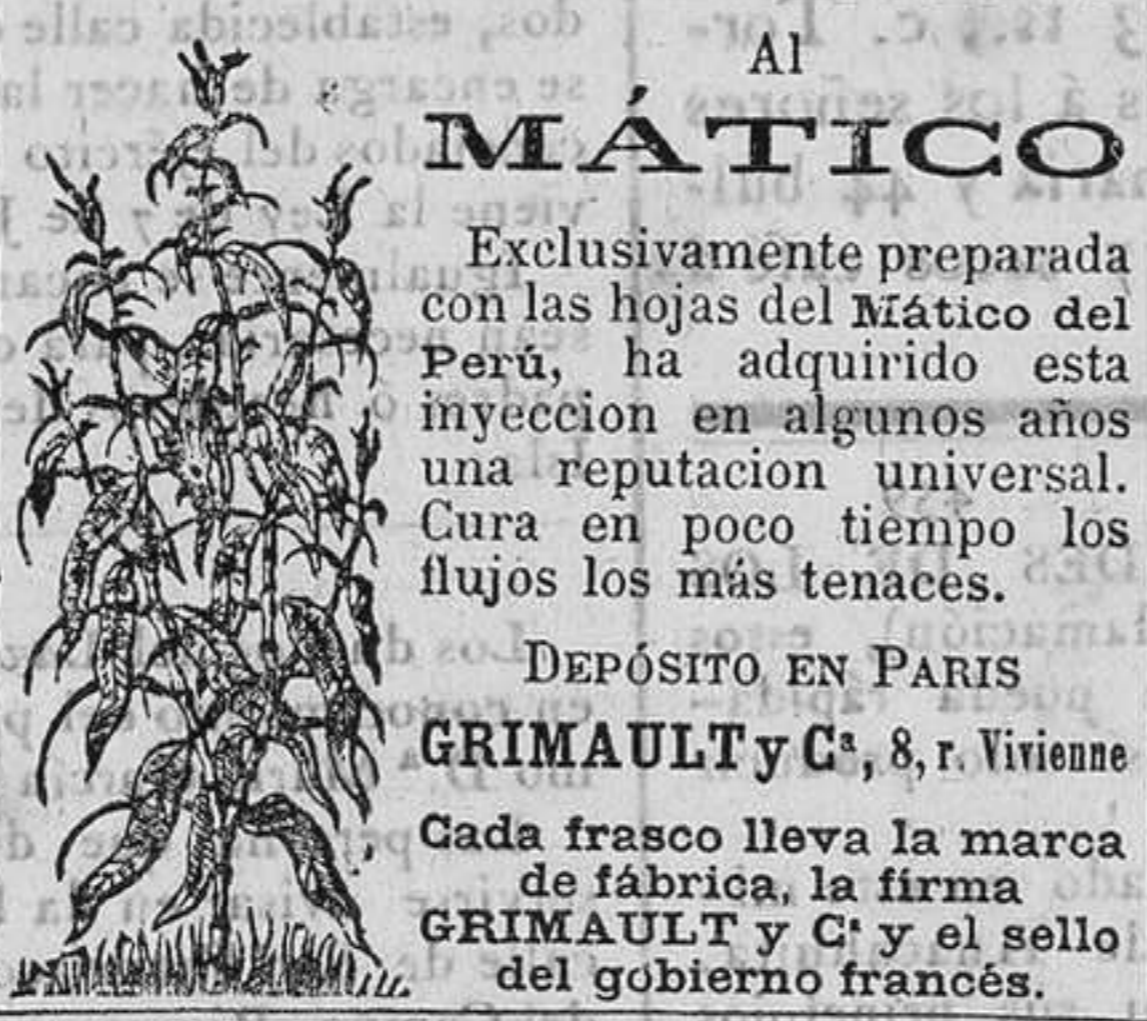 Al
MÁTICO
Exclusivamente preparada
con las hojas del Mático del
Perú, ha adquirido esta
inyeccion en algunos años
una reputacion universal.
Cura en poco tiempo los
flujos los más tenaces.
DEPÓSITO EN PARIS
GRIMAULT y Cª, 8, r. Vivienne
Cada frasco lleva la marca
de fábrica, la firma
GRIMAULT y Cª y el sello
del gobierno francés.